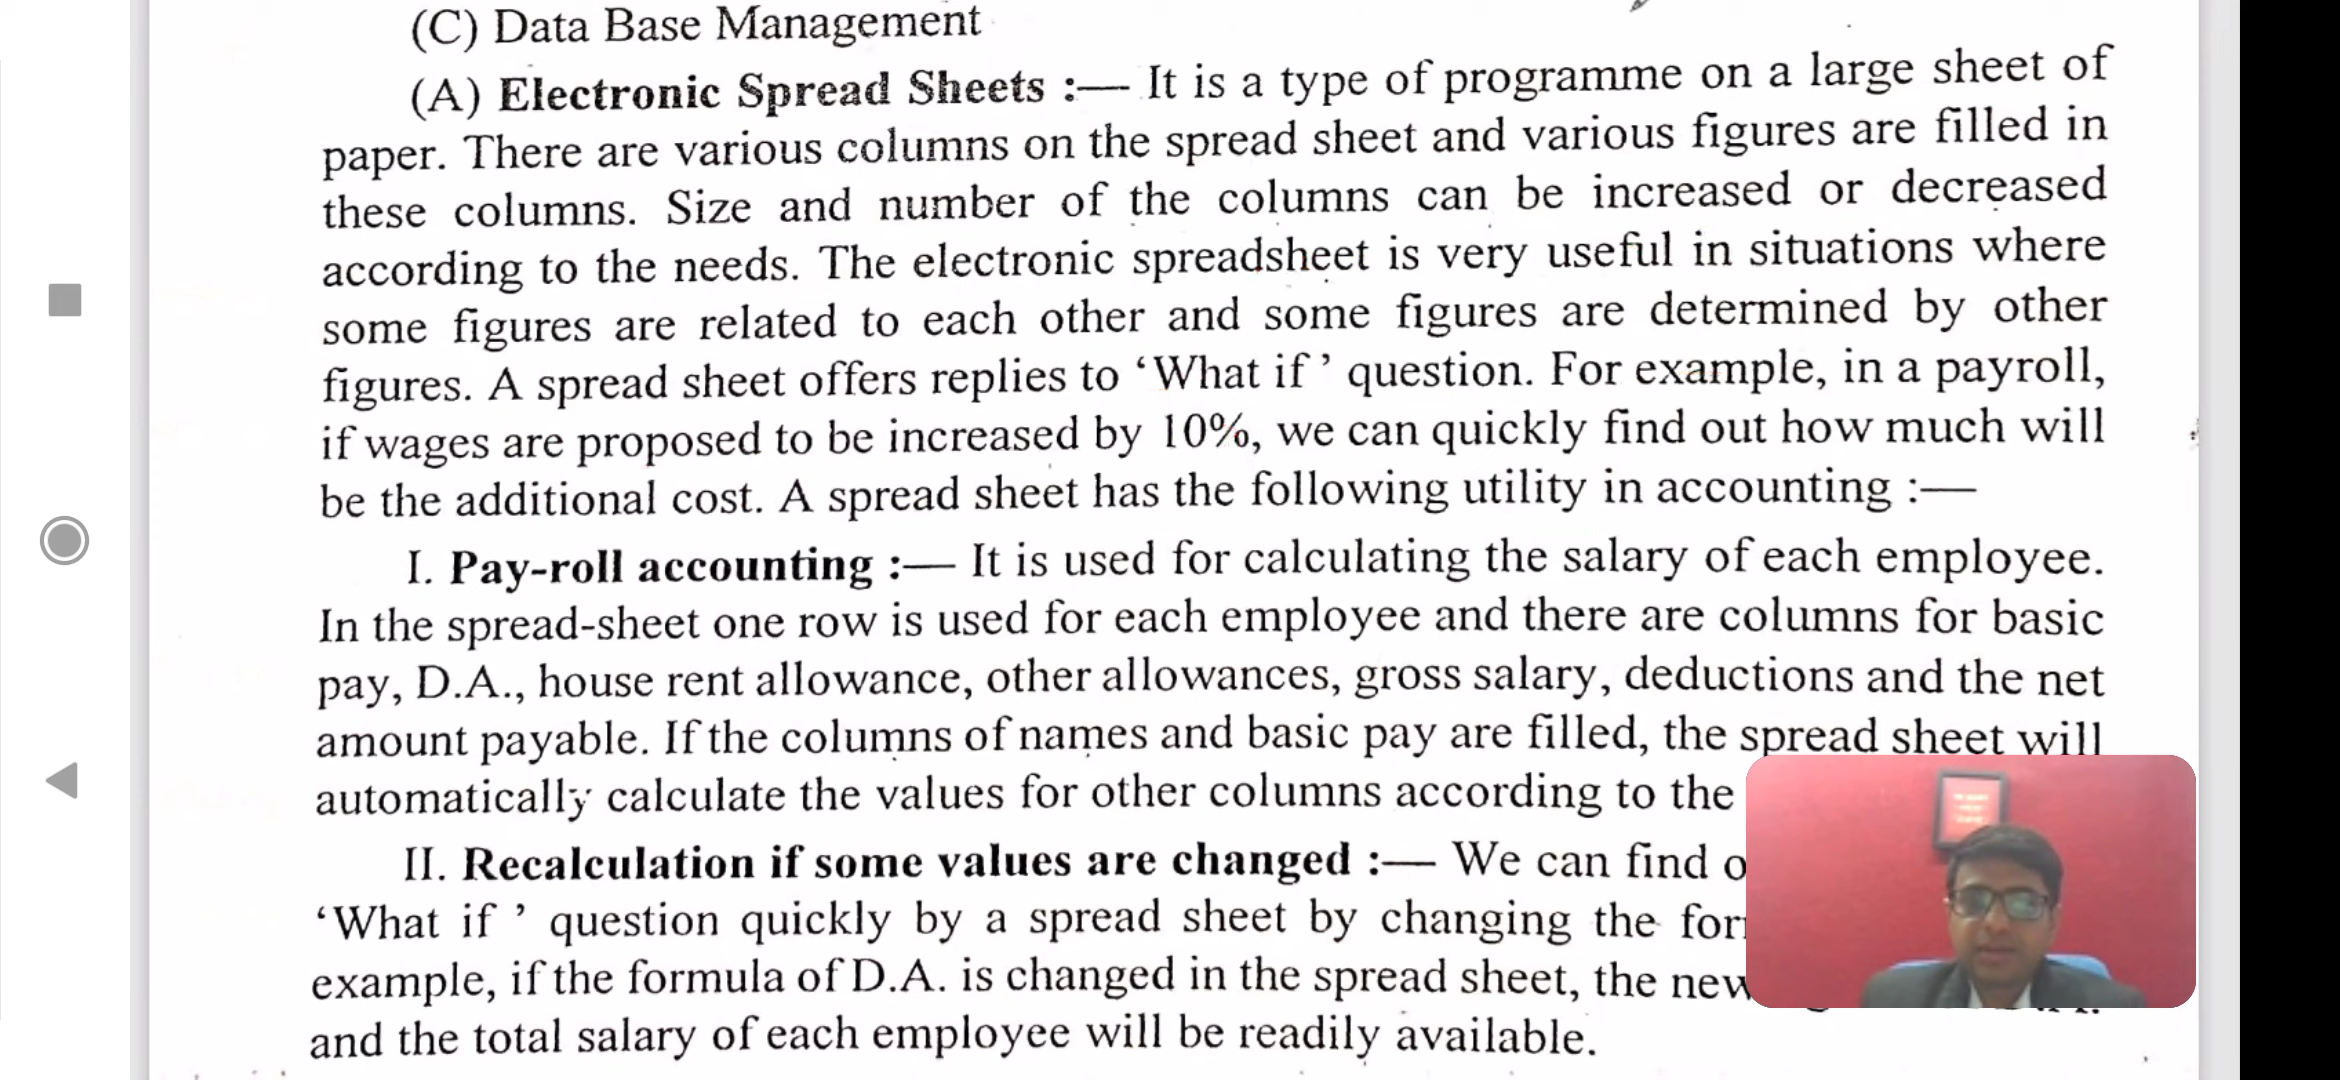 (C) Data Base Management
(A) Electronic Spread Sheets :— It is a type of programme on a large sheet of
paper. There are various columns on the spread sheet and various figures are filled in
these columns. Size and number of the columns can be increased or decreased
according to the needs. The electronic spreadsheet is very useful in situations where
some figures are related to each other and some figures are determined by other
figures. A spread sheet offers replies to ‘What if ’ question. For example, in a payroll,
if wages are proposed to be increased by 10%, we can quickly find out how much will
be the additional cost. A spread sheet has the following utility in accounting :—
I. Pay-roll accounting :— It is used for calculating the salary of each employee.
In the spread-sheet one row is used for each employee and there are columns for basic
pay, D.A., house rent allowance, other allowances, gross salary, deductions and the net
amount payable. If the columns of names and basic pay are filled, the spread sheet will
automatically calculate the values for other columns according to the
II. Recalculation if some values are changed :— We can find
‘What if ’ question quickly by a spread sheet by changing the
example, if the formula of D.A. is changed in the spread sheet, the new
and the total salary of each employee will be readily available.